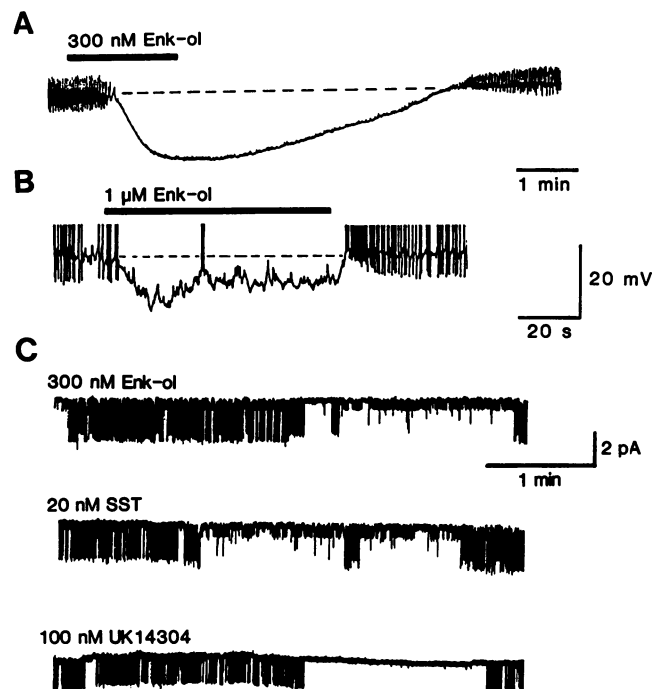 A
300 nM Enk-ol
1 min
B
1 µM Enk-ol
20 mV
20 s
C
300 nM Enk-ol
2 pA
1 min
20 nM SST
100 nM UK14304